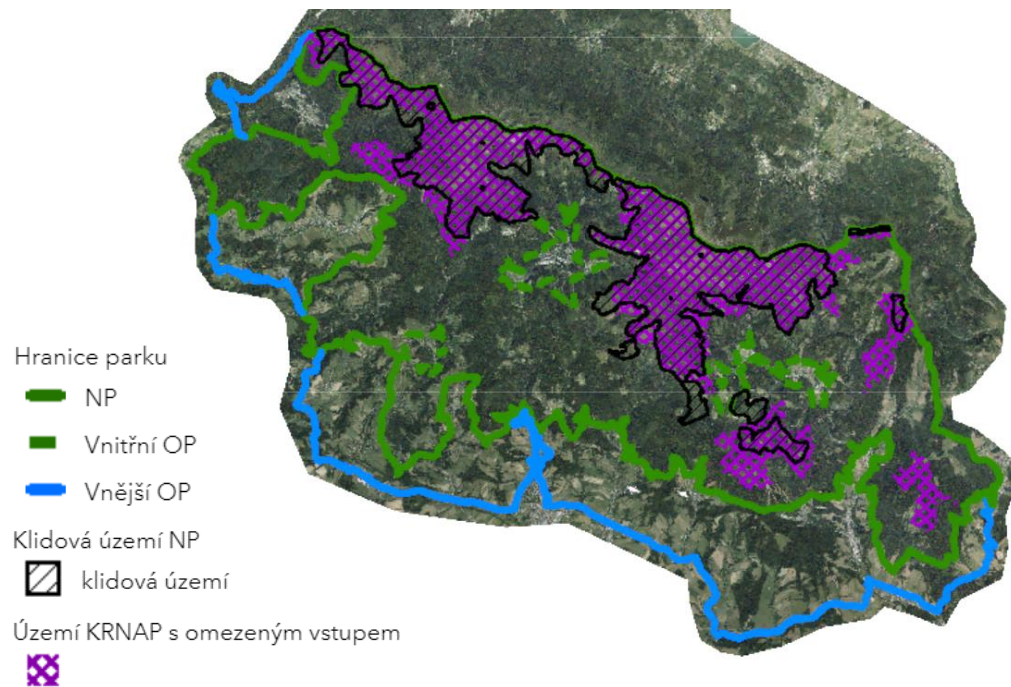 Hranice parku
NP
Vnitřní OP
Vnější OP
Klidová území NP
klidová území
Území KRNAP s omezeným vstupem